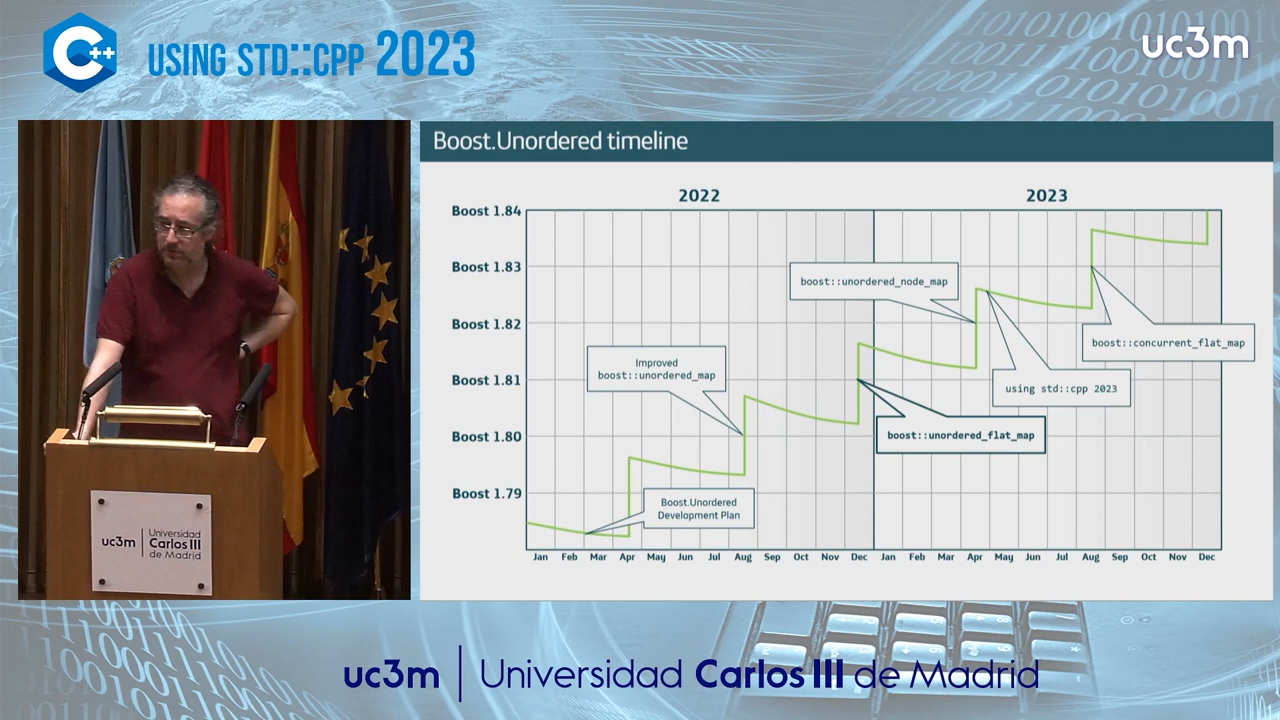 C++
USING STD::CPP 2023
uc3m
Boost.Unordered timeline
2022
2023
Boost 1.84
Boost 1.83
Boost 1.82
Boost 1.81
Boost 1.80
Boost 1.79
boost::unordered_node_map
boost::concurrent_flat_map
Improved
boost::unordered_map
using std::cpp 2023
boost::unordered_flat_map
Boost.Unordered
Development Plan
Jan Feb Mar Apr May Jun Jul Aug Sep Oct Nov Dec Jan Feb Mar Apr May Jun Jul Aug Sep Oct Nov Dec
uc3m
Universidad
Carlos III
de Madrid
uc3m Universidad Carlos III de Madrid